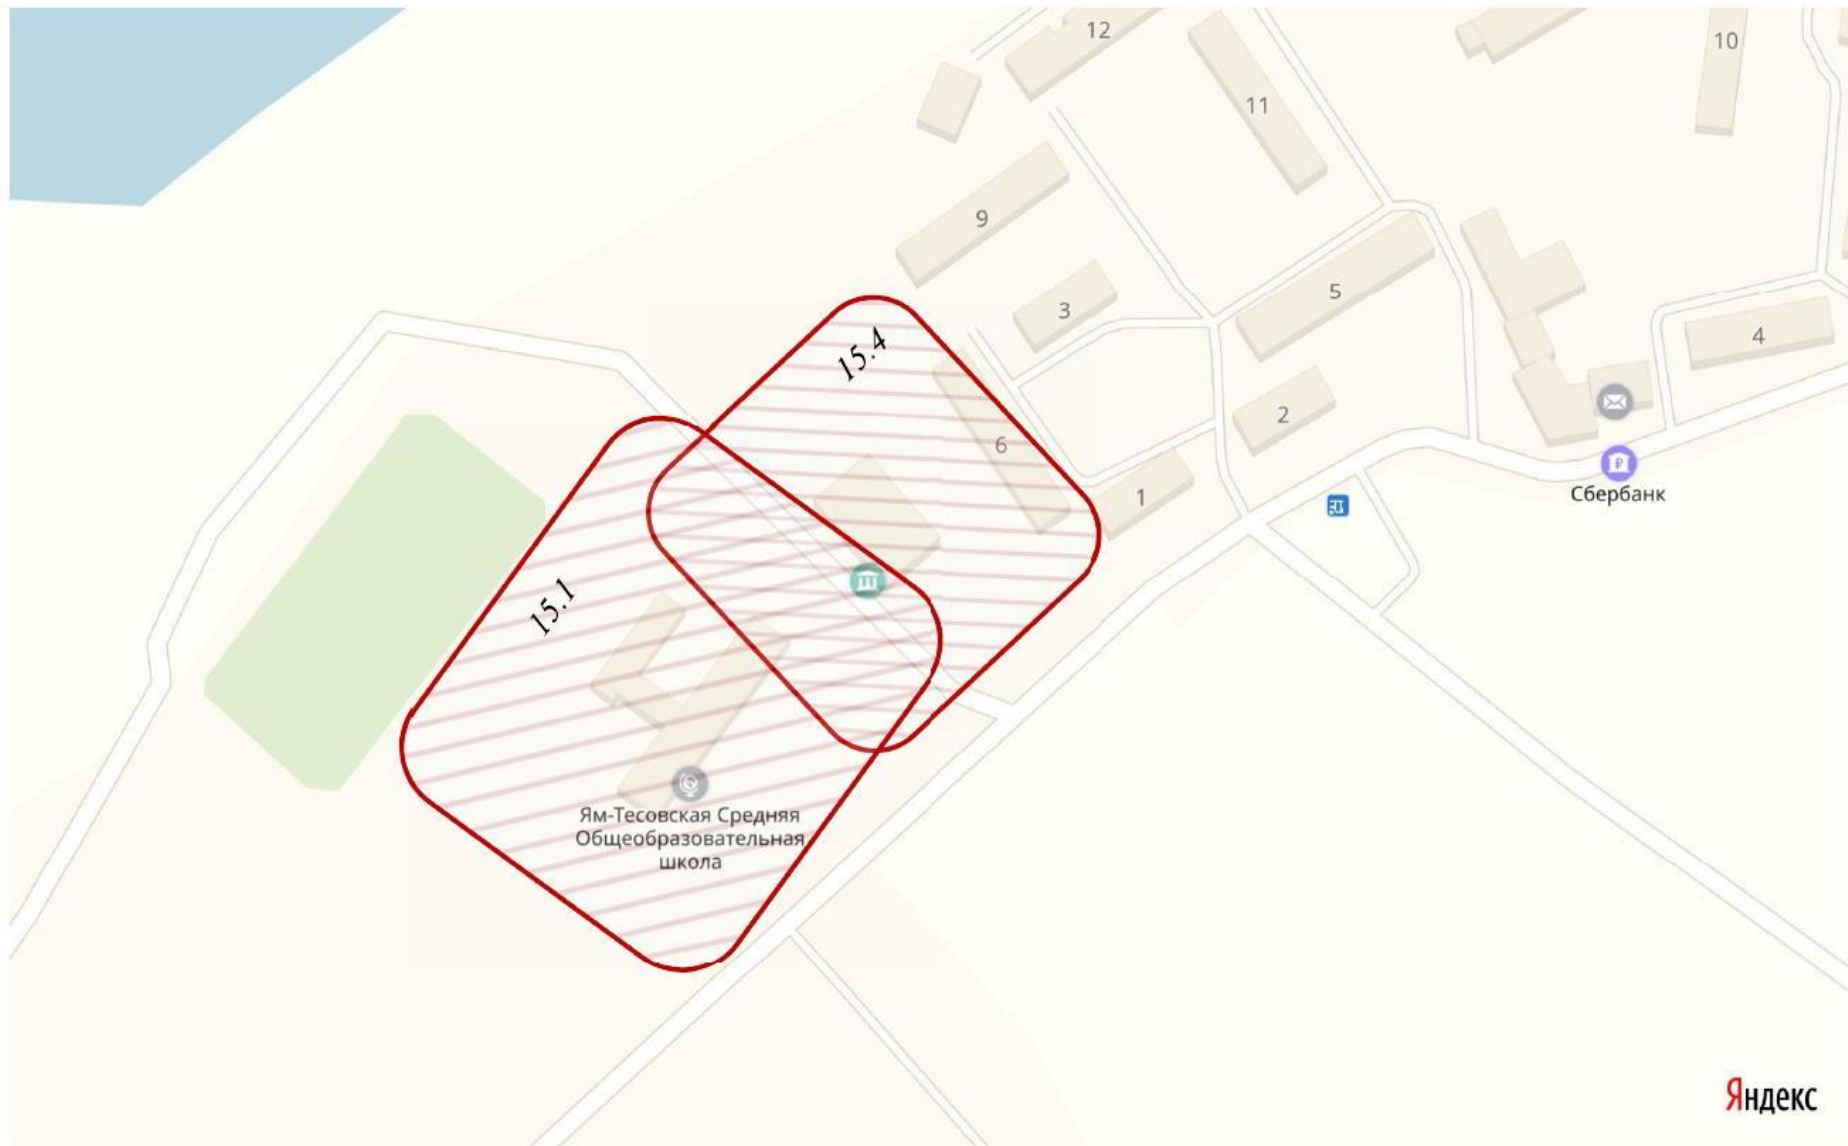 12
10
11
9
3
5
4
15.4
2
6
1
Сбербанк
15.1
Ям-Тесовская Средняя
Общеобразовательная
школа
Яндекс